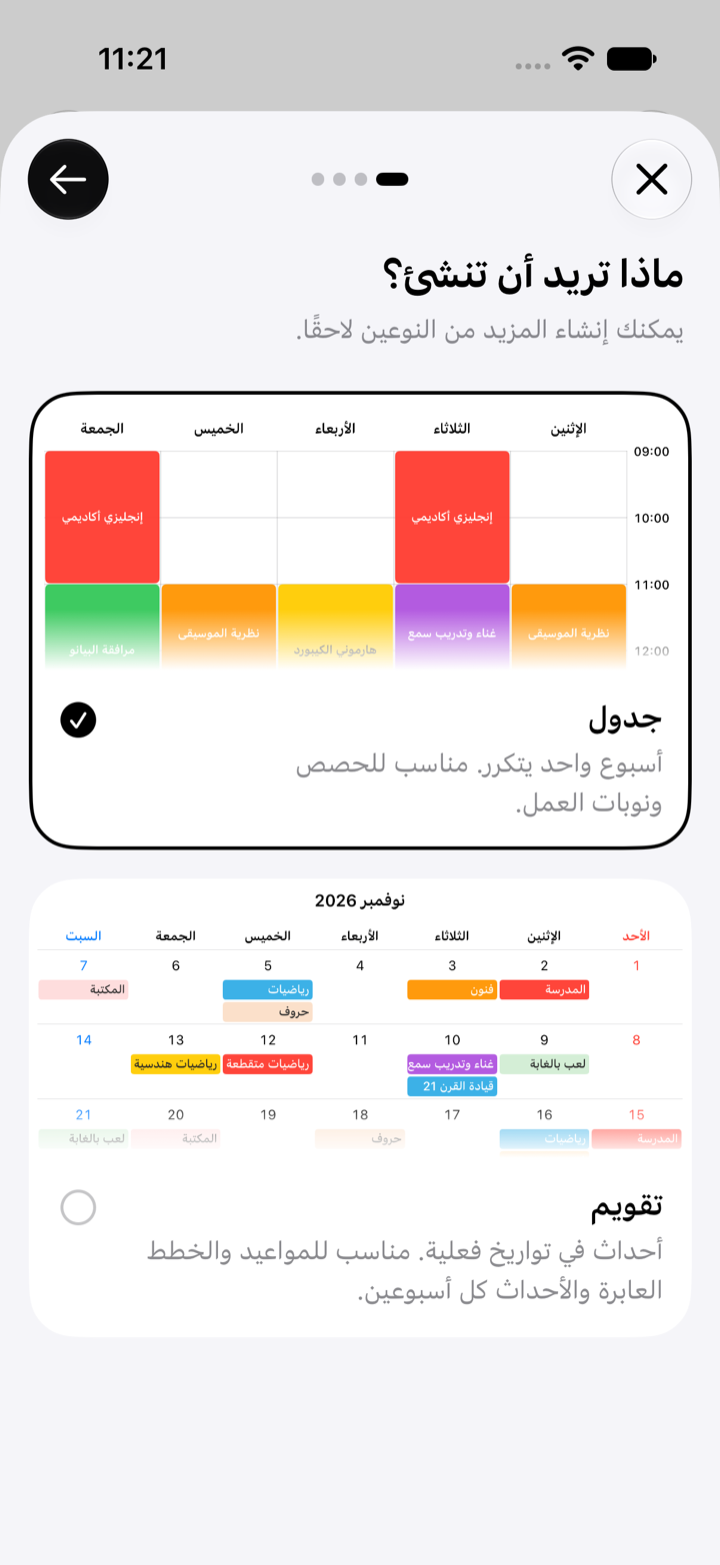 11:21
ماذا تريد أن تنشئ؟
يمكنك إنشاء المزيد من النوعين لاحقًا.
الإثنين الثلاثاء الأربعاء الخميس الجمعة
09:00
إنجليزي أكاديمي إنجليزي أكاديمي
10:00
11:00
نظرية الموسيقى غناء وتدريب سمع هارموني الكيبورد نظرية الموسيقى مرافقة البيانو
12:00
جدول
أسبوع واحد يتكرر. مناسب للحصص
ونوبات العمل.
نوفمبر 2026
الأحد الإثنين الثلاثاء الأربعاء الخميس الجمعة السبت
1 2 3 4 5 6 7
المدرسة فنون رياضيات المكتبة
حروف
8 9 10 11 12 13 14
لعب بالغابة غناء وتدريب سمع رياضيات متقطعة رياضيات هندسية
قيادة القرن 21
15 16 17 18 19 20 21
المدرسة رياضيات حروف المكتبة لعب بالغابة
تقويم
أحداث في تواريخ فعلية. مناسب للمواعيد والخطط
العابرة والأحداث كل أسبوعين.